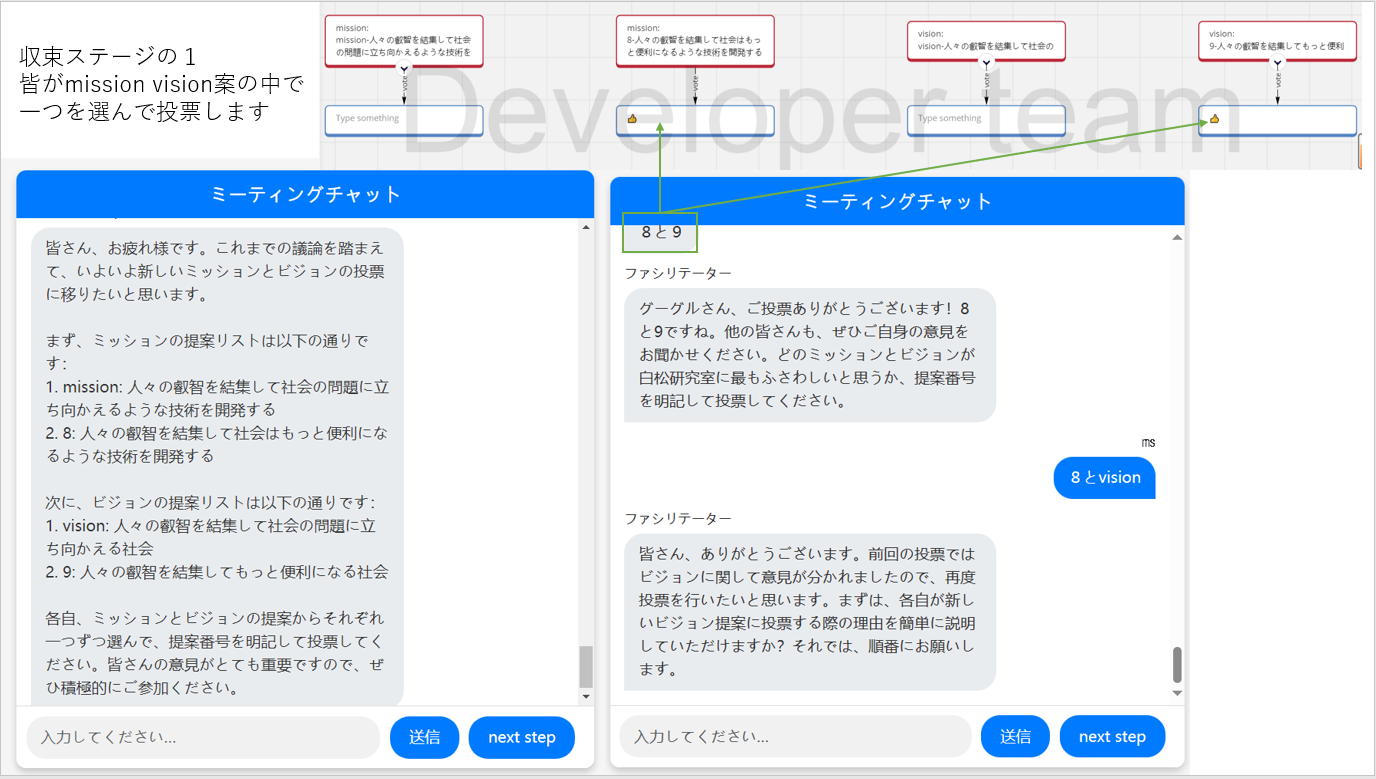 収束ステージの１
皆がmission vision案の中で
一つを選んで投票します
mission:
mission-人々の叡智を結集して社会
の問題に立ち向かえるような技術を
vote
Type something
mission:
8-人々の叡智を結集して社会はもっ
と便利になるような技術を開発する
vote
👍
vision:
vision-人々の叡智を結集して社会の
vote
Type something
vision:
9-人々の叡智を結集してもっと便利
vote
👍
Developer team
ミーティングチャット
皆さん、お疲れ様です。これまでの議論を踏まえ
て、いよいよ新しいミッションとビジョンの投票
に移りたいと思います。
まず、ミッションの提案リストは以下の通りで
す:
1. mission: 人々の叡智を結集して社会の問題に立
ち向かえるような技術を開発する
2. 8: 人々の叡智を結集して社会はもっと便利にな
るような技術を開発する
次に、ビジョンの提案リストは以下の通りです:
1. vision: 人々の叡智を結集して社会の問題に立
ち向かえる社会
2. 9: 人々の叡智を結集してもっと便利になる社会
各自、ミッションとビジョンの提案からそれぞれ
一つずつ選んで、提案番号を明記して投票してく
ださい。皆さんの意見がとても重要ですので、ぜ
ひ積極的にご参加ください。
入力してください...
送信
next step
ミーティングチャット
８と９
ファシリテーター
グーグルさん、ご投票ありがとうございます！8
と9ですね。他の皆さんも、ぜひご自身の意見を
お聞かせください。どのミッションとビジョンが
白松研究室に最もふさわしいと思うか、提案番号
を明記して投票してください。
ms
８とvision
ファシリテーター
皆さん、ありがとうございます。前回の投票では
ビジョンに関して意見が分かれましたので、再度
投票を行いたいと思います。まずは、各自が新し
いビジョン提案に投票する際の理由を簡単に説明
していただけますか？それでは、順番にお願いし
ます。
入力してください...
送信
next step